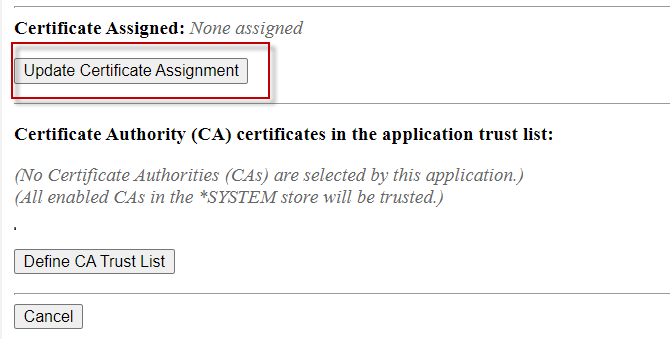 Certificate Assigned: None assigned
Update Certificate Assignment
Certificate Authority (CA) certificates in the application trust list:
(No Certificate Authorities (CAs) are selected by this application.)
(All enabled CAs in the *SYSTEM store will be trusted.)
.
Define CA Trust List
Cancel